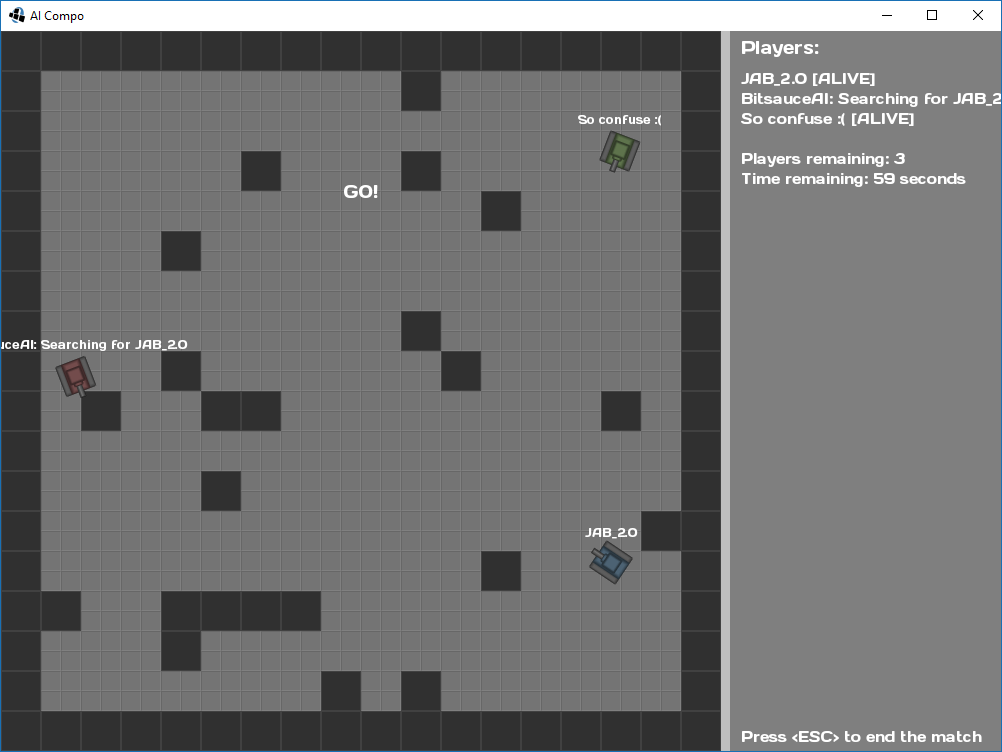 AI Compo
Players:
JAB_2.0 [ALIVE]
BitsauceAI: Searching for JAB_2
So confuse :( [ALIVE]
Players remaining: 3
Time remaining: 59 seconds
So confuse :(
GO!
uceAI: Searching for JAB_2.0
JAB_2.0
Press <ESC> to end the match